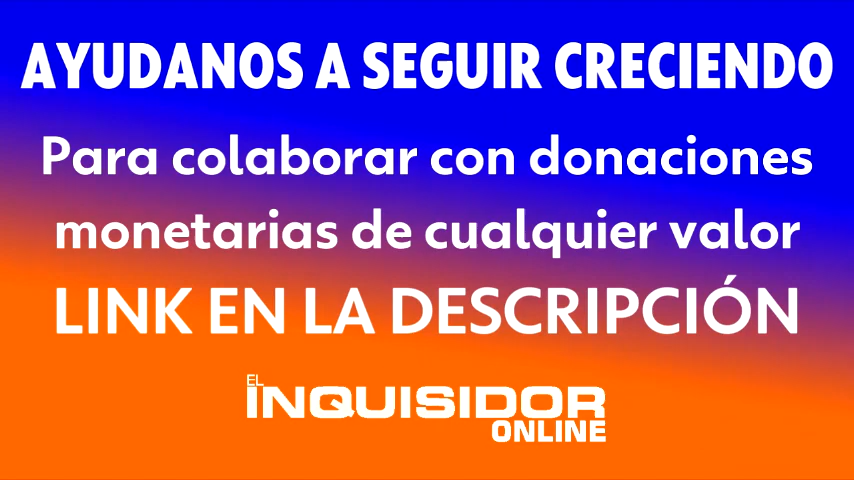 AYUDANOS A SEGUIR CRECIENDO
Para colaborar con donaciones
monetarias de cualquier valor
LINK EN LA DESCRIPCIÓN
EL
INQUISIDOR
ONLINE